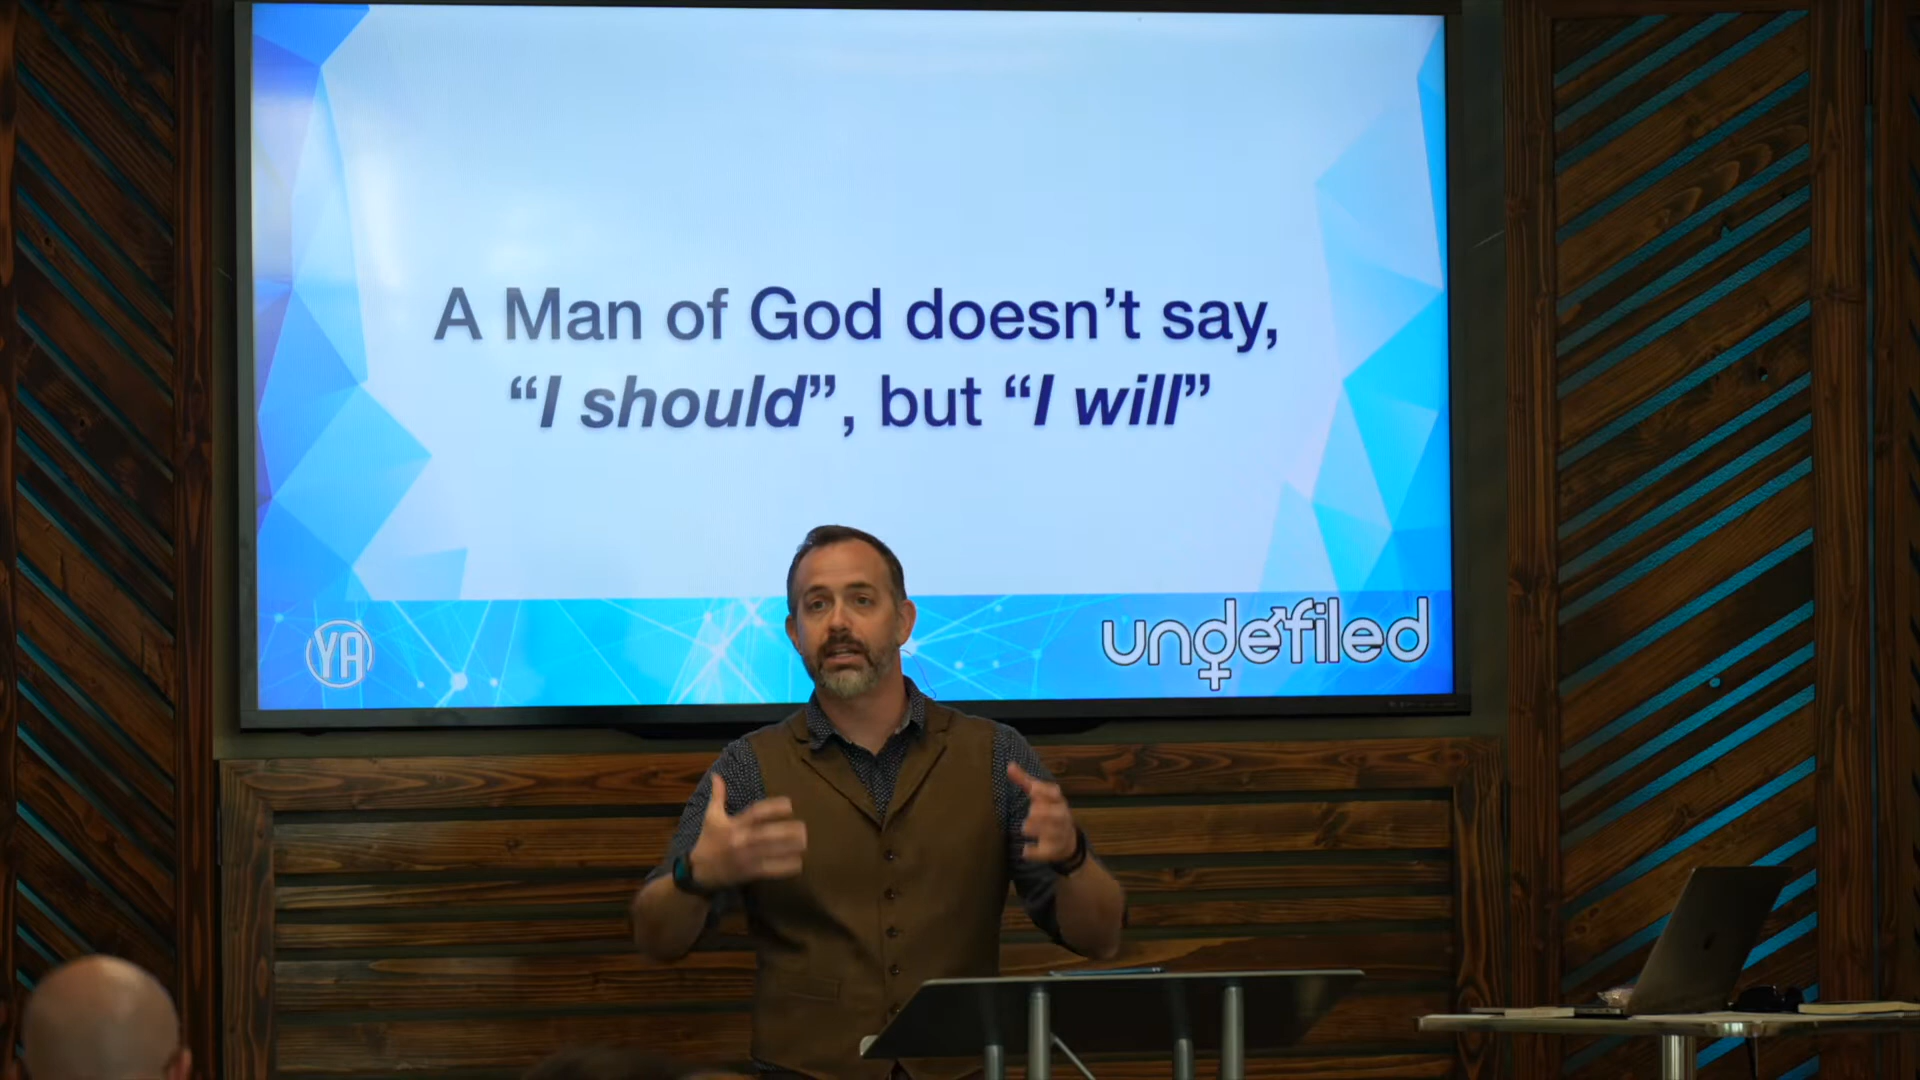 A Man of God doesn’t say,
“I should”, but “I will”
YA
undefiled